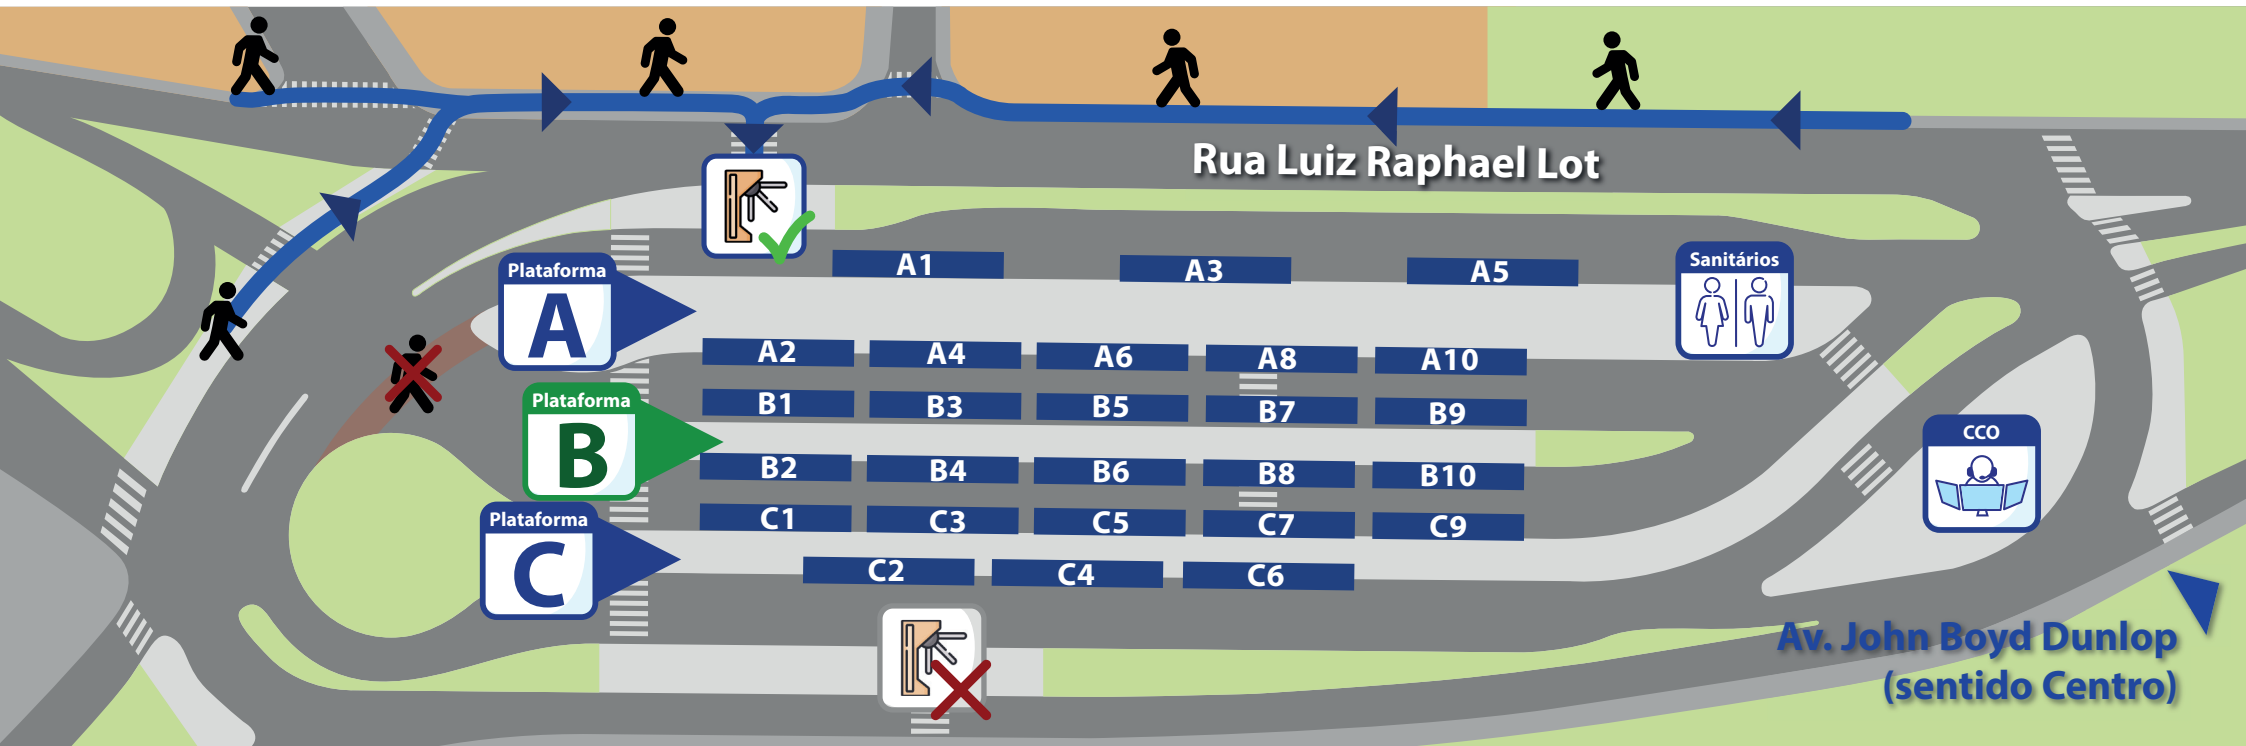 Rua Luiz Raphael Lot
Plataforma
A
A1
A3
A5
Sanitários
A2
A4
A6
A8
A10
Plataforma
B
B1
B3
B5
B7
B9
CCO
B2
B4
B6
B8
B10
Plataforma
C
C1
C3
C5
C7
C9
C2
C4
C6
Av. John Boyd Dunlop
(sentido Centro)